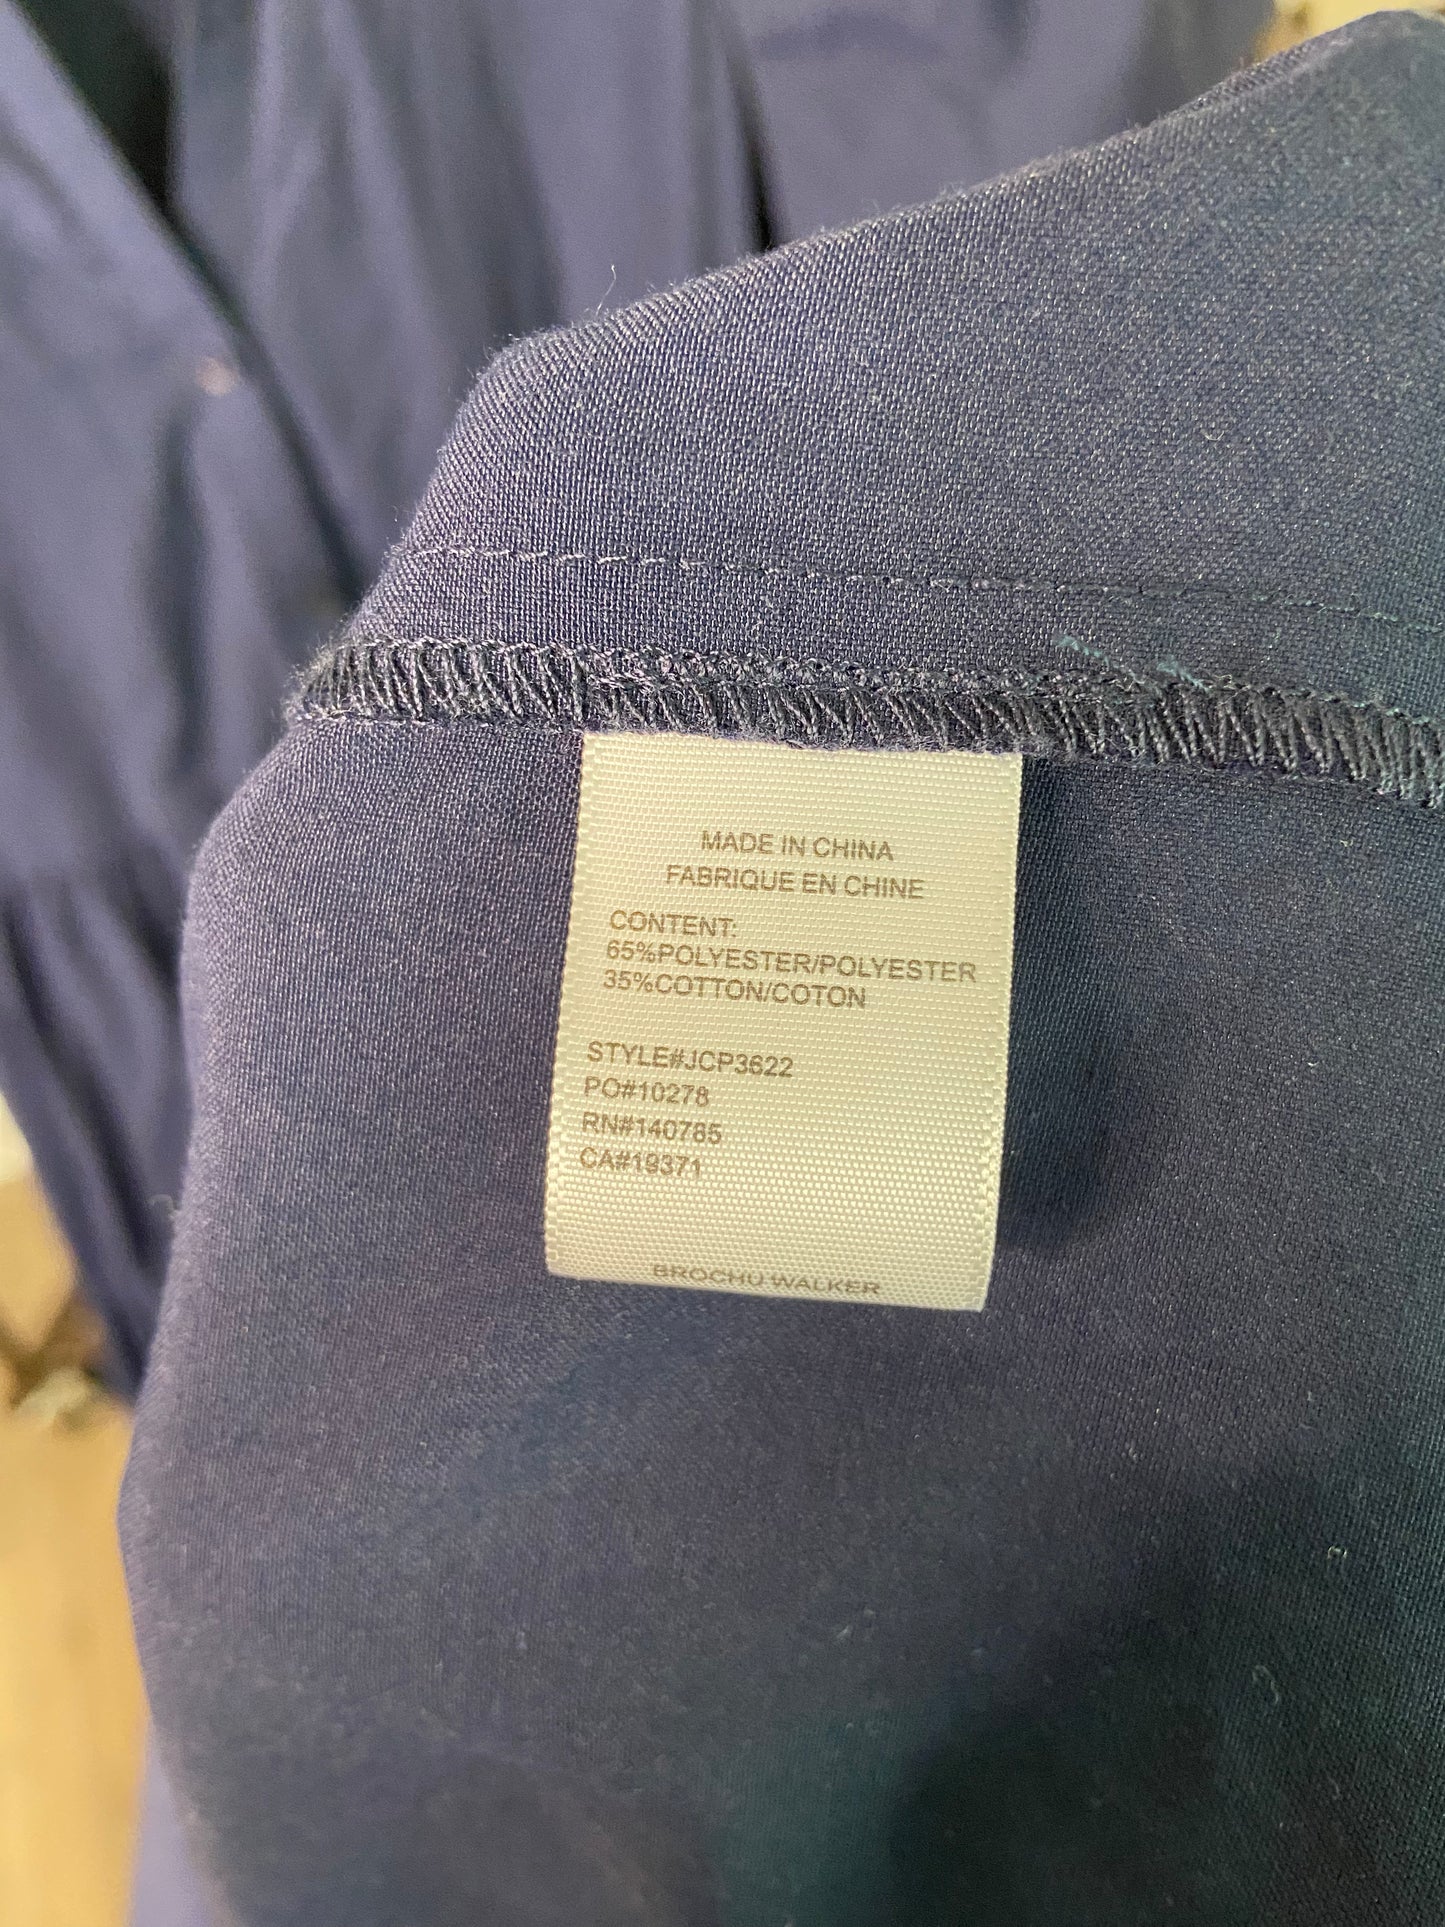 MADE IN CHINA
FABRIQUE EN CHINE
CONTENT:
65%POLYESTER/POLYESTER
35%COTTON/COTON
STYLE#JCP3622
PO#10278
RN#140785
CA#19371
BROCHU WALKER